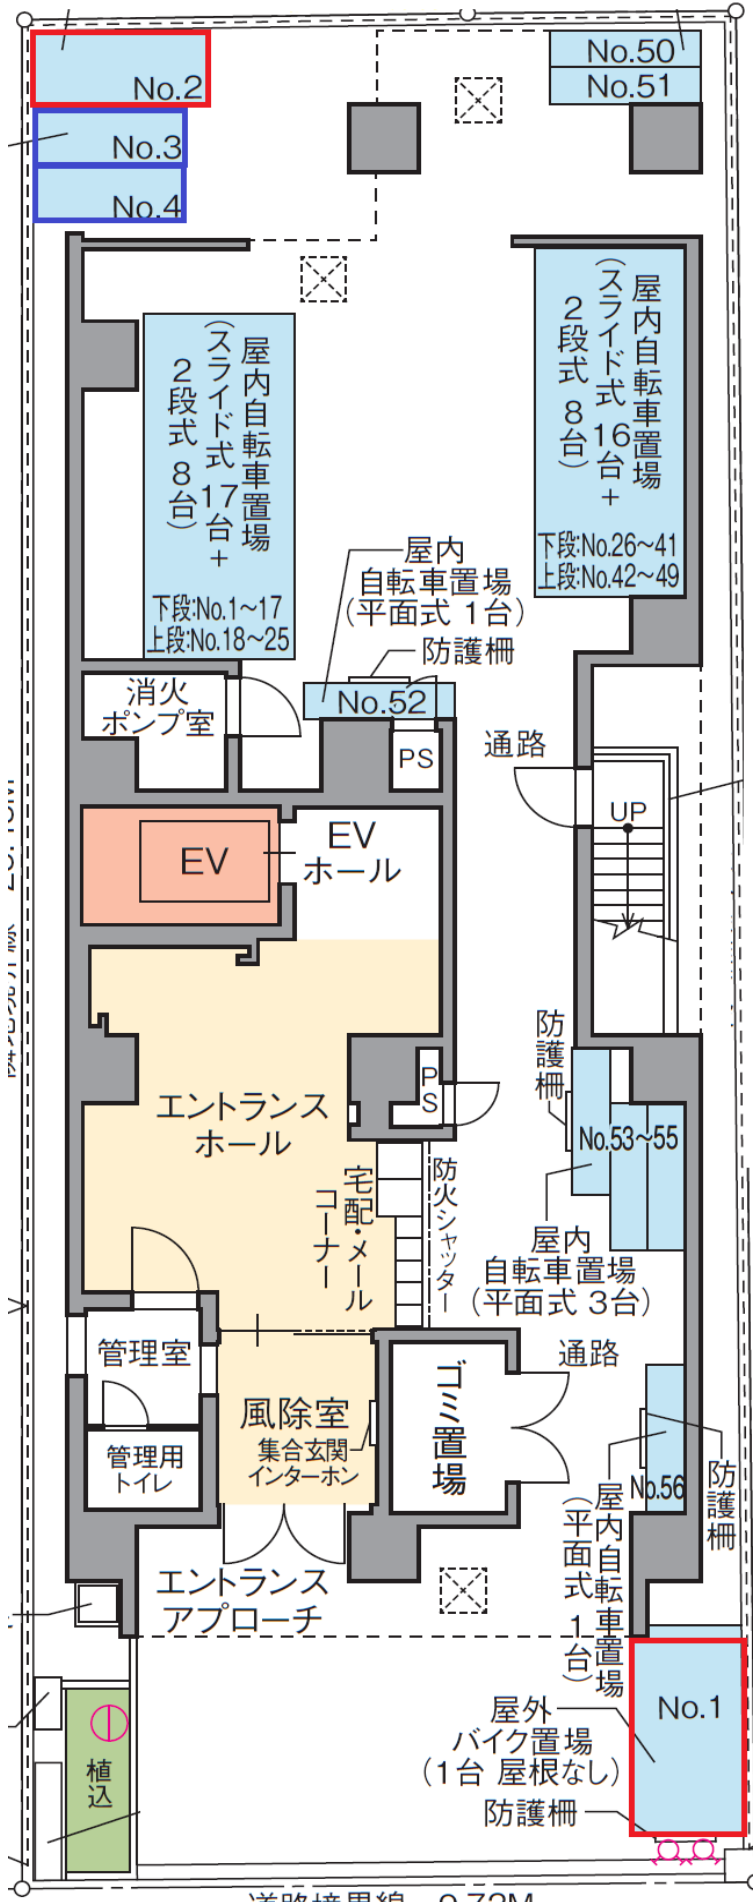 No.2
No.3
No.4
No.50
No.51
屋内自転車置場
(スライド式 17台+
2段式 8台)
下段:No.1~17
上段:No.18~25
屋内自転車置場
(スライド式 16台+
2段式 8台)
下段:No.26~41
上段:No.42~49
屋内
自転車置場
(平面式 1台)
防護柵
No.52
消火
ポンプ室
PS
通路
UP
EV
EV
ホール
エントランス
ホール
PS
防護柵
No.53~55
屋内
自転車置場
(平面式 3台)
宅配・メール
コーナー
防火シャッター
管理室
管理用
トイレ
風除室
集合玄関
インターホン
ゴミ置場
通路
No.56
防護柵
屋内自転車置場
(平面式 1台)
エントランス
アプローチ
植込
No.1
屋外
バイク置場
(1台 屋根なし)
防護柵
道路境界線 9.72M